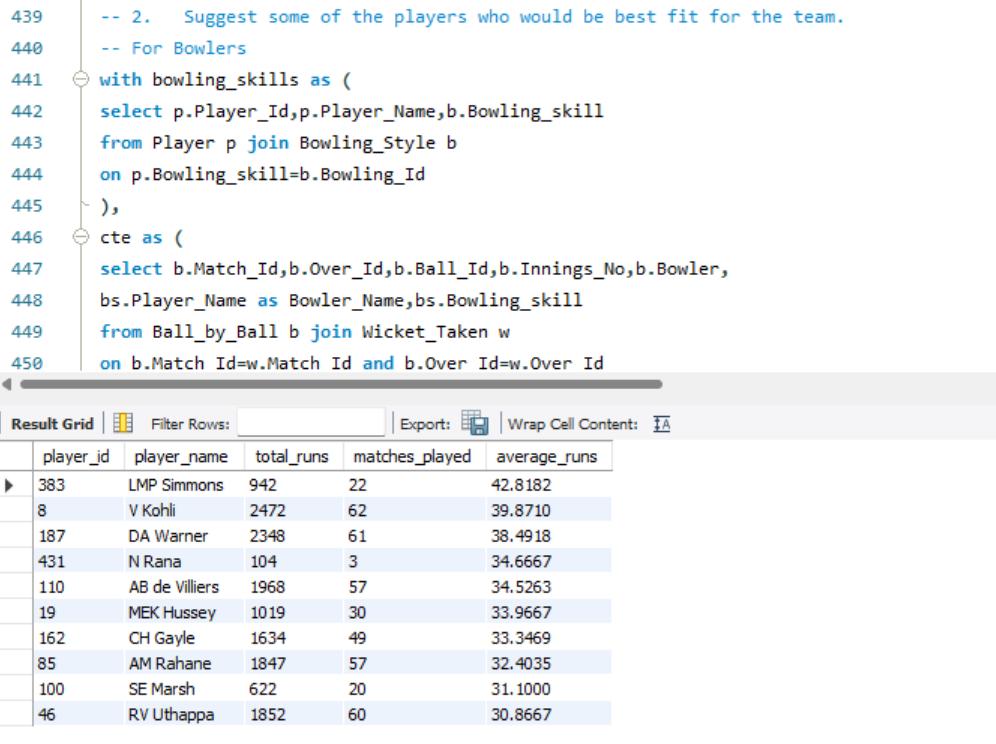 439 -- 2.   Suggest some of the players who would be best fit for the team.
440 -- For Bowlers
441 with bowling_skills as (
442 select p.Player_Id,p.Player_Name,b.Bowling_skill
443 from Player p join Bowling_Style b
444 on p.Bowling_skill=b.Bowling_Id
445 ),
446 cte as (
447 select b.Match_Id,b.Over_Id,b.Ball_Id,b.Innings_No,b.Bowler,
448 bs.Player_Name as Bowler_Name,bs.Bowling_skill
449 from Ball_by_Ball b join Wicket_Taken w
450 on b.Match_Id=w.Match_Id and b.Over_Id=w.Over_Id
Result Grid Filter Rows: Export: Wrap Cell Content: IA
player_id player_name total_runs matches_played average_runs
383 LMP Simmons 942 22 42.8182
8 V Kohli 2472 62 39.8710
187 DA Warner 2348 61 38.4918
431 N Rana 104 3 34.6667
110 AB de Villiers 1968 57 34.5263
19 MEK Hussey 1019 30 33.9667
162 CH Gayle 1634 49 33.3469
85 AM Rahane 1847 57 32.4035
100 SE Marsh 622 20 31.1000
46 RV Uthappa 1852 60 30.8667